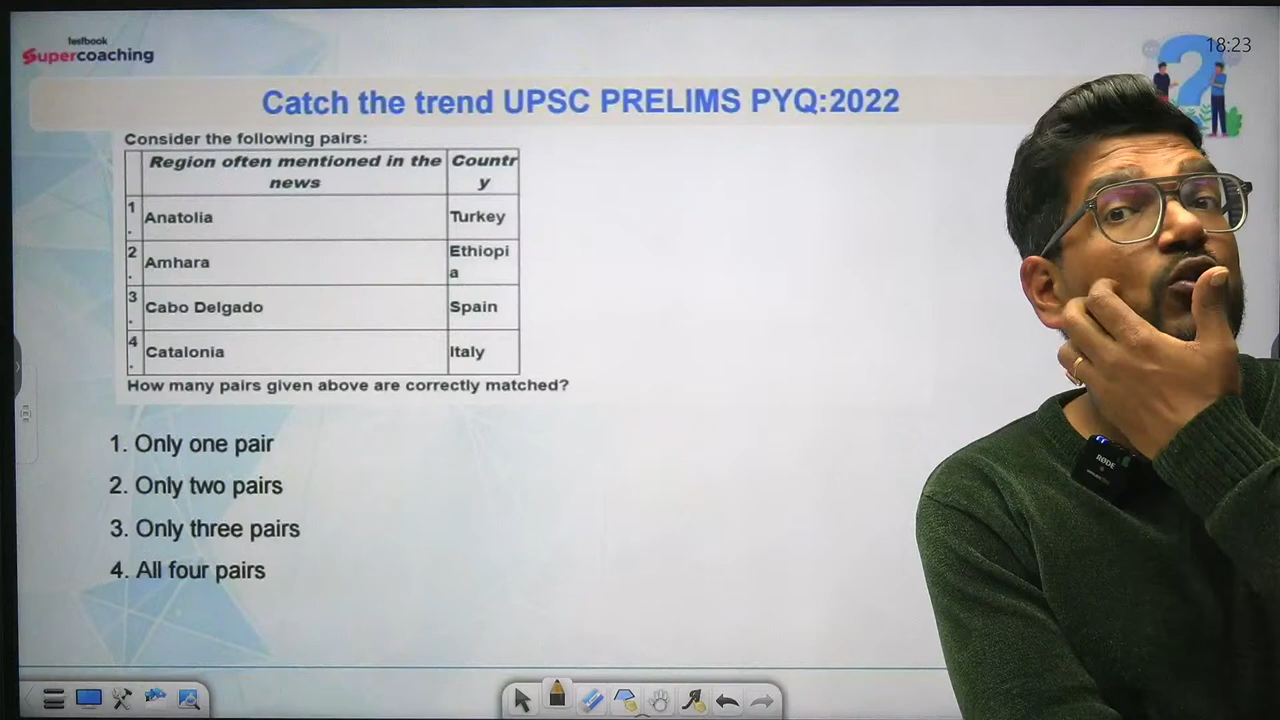 testbook
Supercoaching
18:23
Catch the trend UPSC PRELIMS PYQ:2022
Consider the following pairs:
Region often mentioned in the news Country
1. Anatolia Turkey
2. Amhara Ethiopia
3. Cabo Delgado Spain
4. Catalonia Italy
How many pairs given above are correctly matched?
1. Only one pair
2. Only two pairs
3. Only three pairs
4. All four pairs
RODE